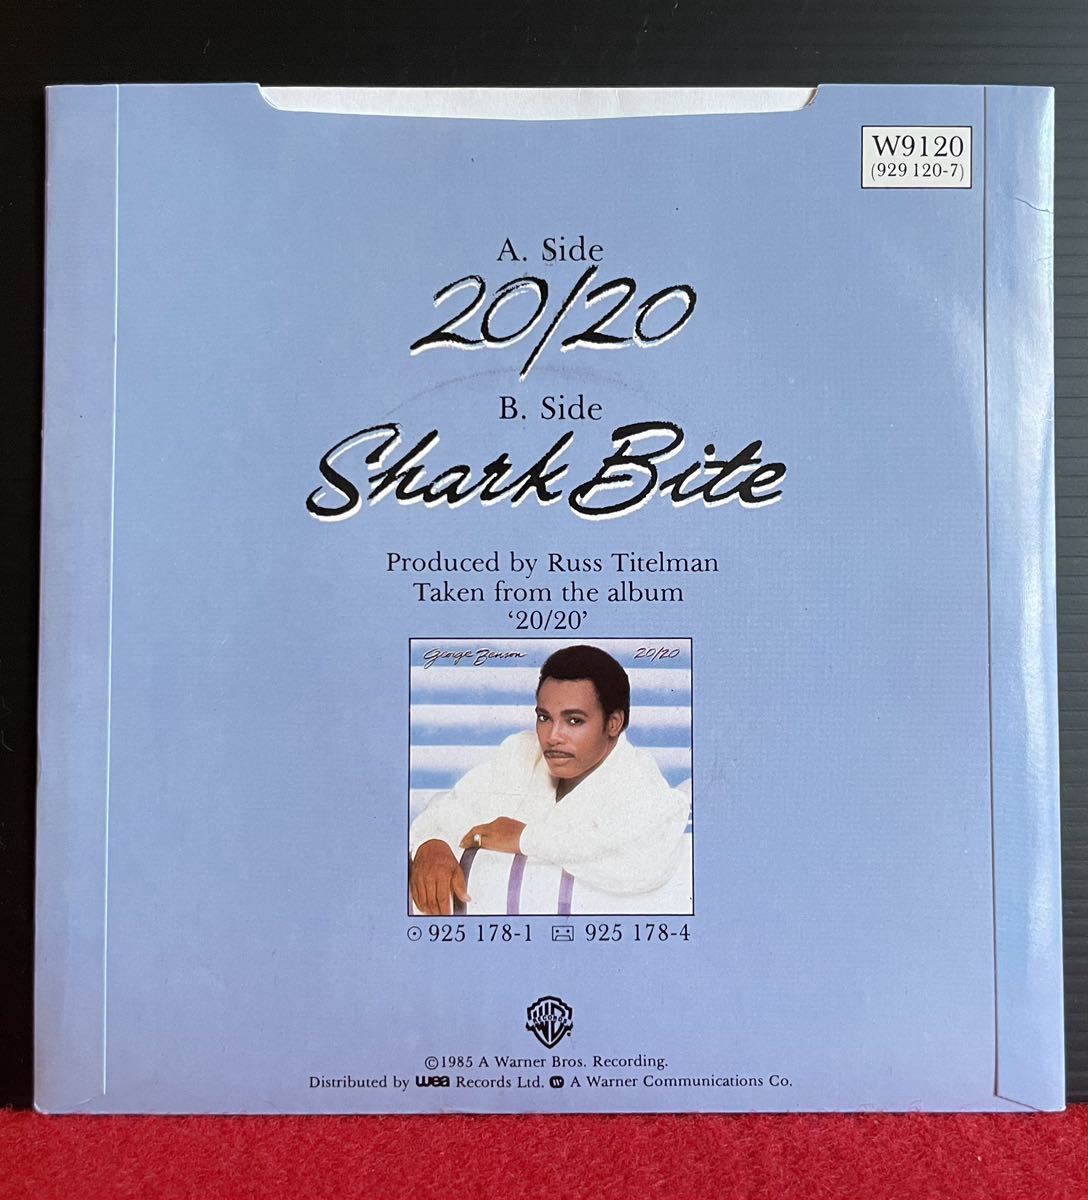 W9120
(929 120-7)
A. Side
20/20
B. Side
Shark Bite
Produced by Russ Titelman
Taken from the album
‘20/20’
George Benson 20/20
925 178-1 925 178-4
WB
RECORDS
©1985 A Warner Bros. Recording.
Distributed by wea Records Ltd. A Warner Communications Co.